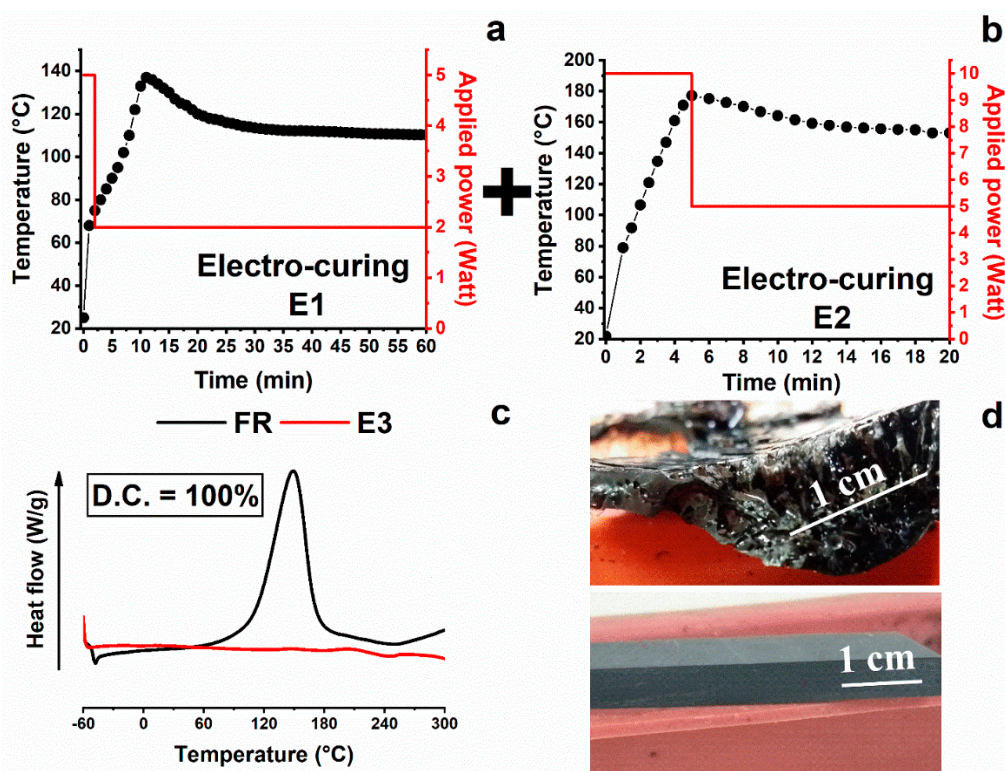 a
Temperature (°C)
140
120
100
80
60
40
20
0 5 10 15 20 25 30 35 40 45 50 55 60
Time (min)
5
4
3
2
1
0
Applied power (Watt)
Electro-curing
E1
+
b
Temperature (°C)
200
180
160
140
120
100
80
60
40
20
0 2 4 6 8 10 12 14 16 18 20
Time (min)
10
9
8
7
6
5
4
3
2
1
0
Applied power (Watt)
Electro-curing
E2
c
FR E3
D.C. = 100%
Heat flow (W/g)
-60 0 60 120 180 240 300
Temperature (°C)
d
1 cm
1 cm